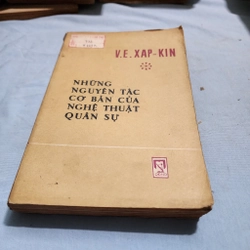 V.E. XAP-KIN
NHỮNG
NGUYÊN TẮC
CƠ BẢN CỦA
NGHỆ THUẬT
QUÂN SỰ